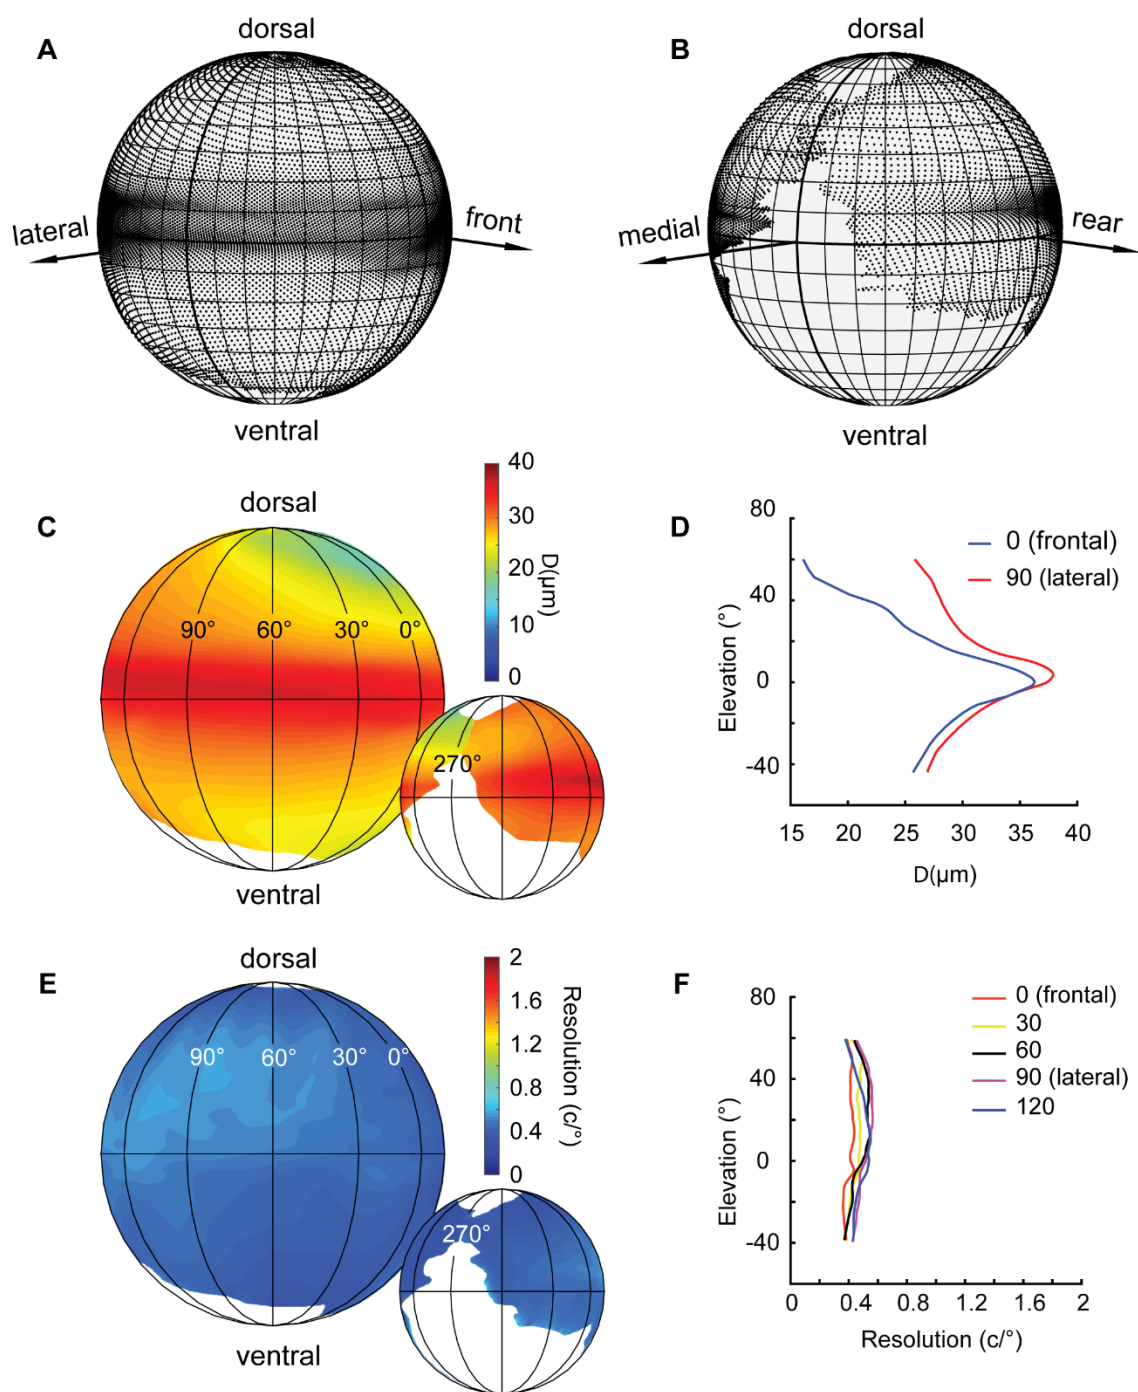 A
dorsal
lateral
front
ventral
B
dorsal
medial
rear
ventral
C
dorsal
90°
60°
30°
0°
270°
ventral
40
30
20
10
0
D(µm)
D
80
40
0
-40
Elevation (°)
0 (frontal)
90 (lateral)
15
20
25
30
35
40
D(µm)
E
dorsal
90°
60°
30°
0°
270°
ventral
2
1.6
1.2
0.8
0.4
0
Resolution (c/°)
F
80
40
0
-40
Elevation (°)
0 (frontal)
30
60
90 (lateral)
120
0
0.4
0.8
1.2
1.6
2
Resolution (c/°)